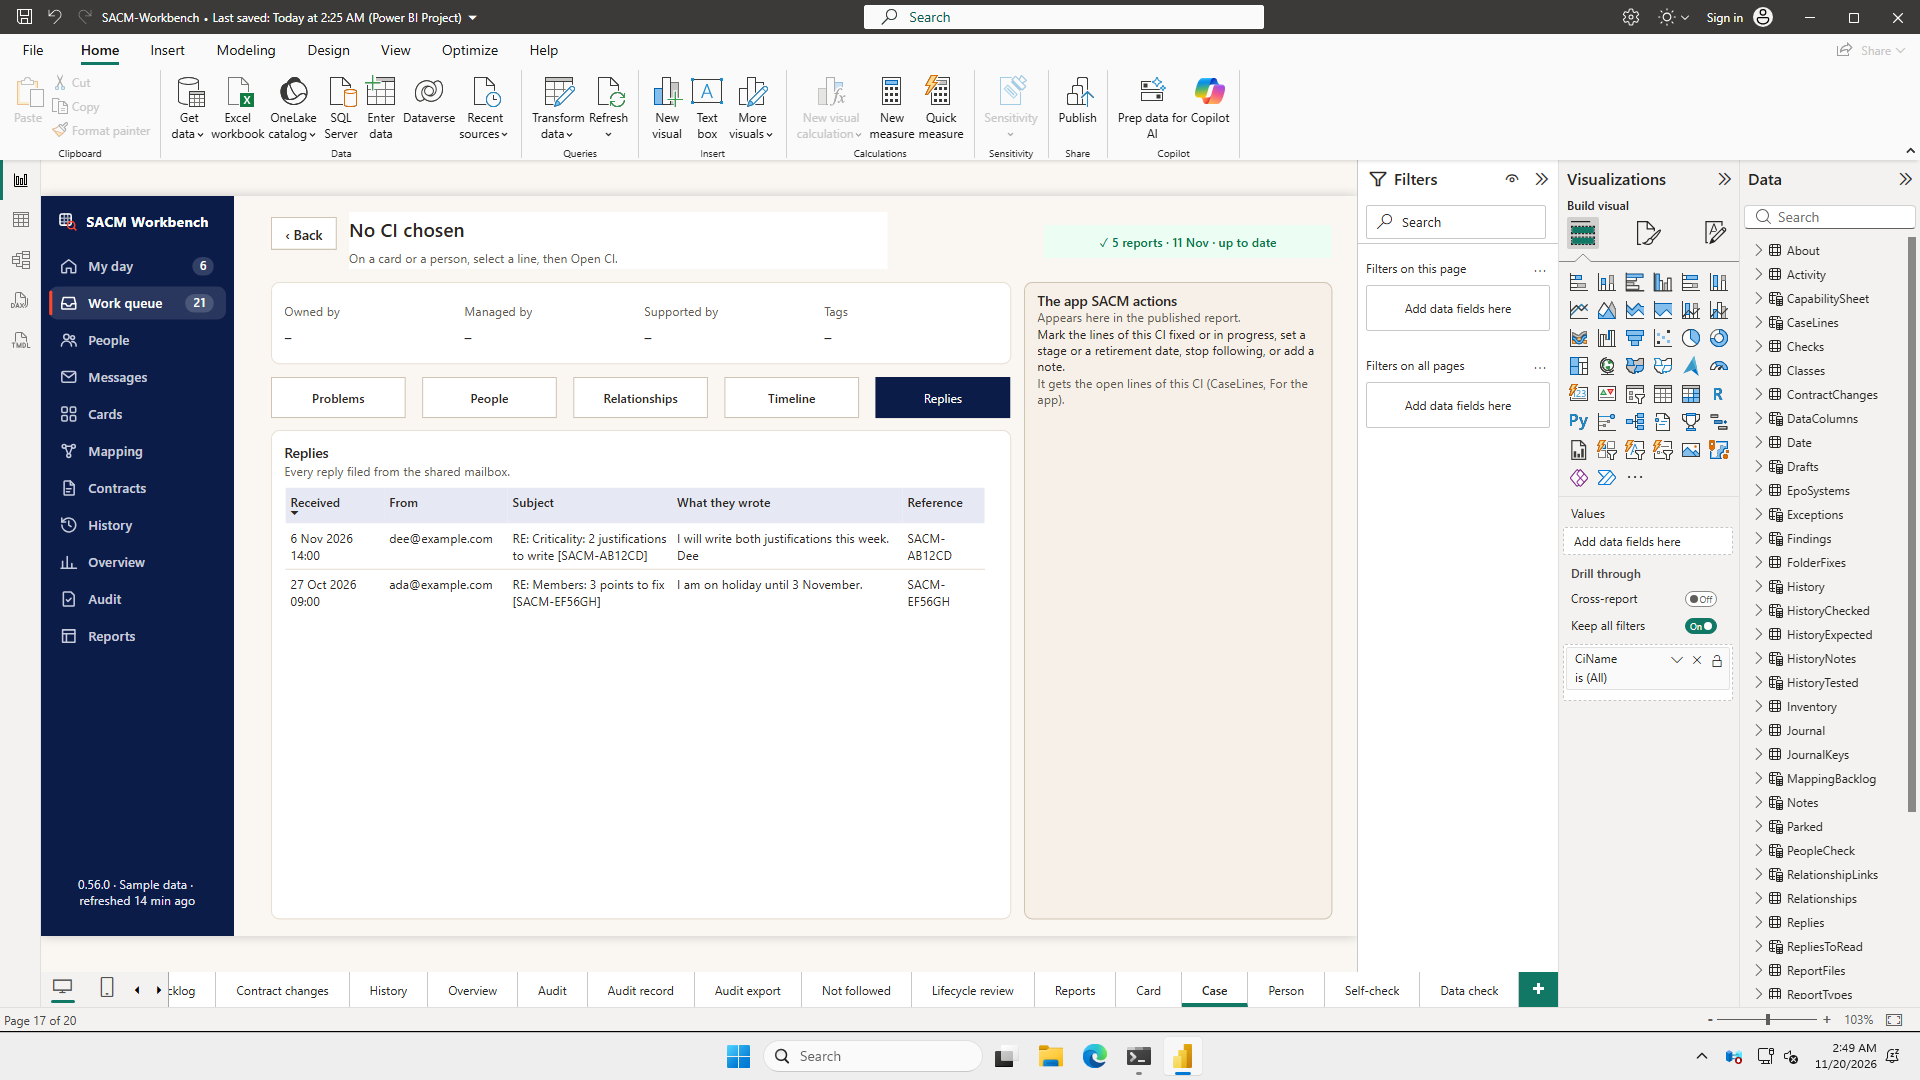 SACM-Workbench • Last saved: Today at 2:25 AM (Power BI Project)
Search
Sign in
File
Home
Insert
Modeling
Design
View
Optimize
Help
Share
Paste
Cut
Copy
Format painter
Clipboard
Get data
Excel workbook
OneLake catalog
SQL Server
Enter data
Dataverse
Recent sources
Data
Transform data
Refresh
Queries
New visual
Text box
More visuals
Insert
New visual calculation
New measure
Quick measure
Calculations
Sensitivity
Sensitivity
Publish
Share
Prep data for AI
Copilot
Copilot
SACM Workbench
My day 6
Work queue 21
People
Messages
Cards
Mapping
Contracts
History
Overview
Audit
Reports
0.56.0 · Sample data ·
refreshed 14 min ago
‹ Back
No CI chosen
On a card or a person, select a line, then Open CI.
✓ 5 reports · 11 Nov · up to date
Owned by
–
Managed by
–
Supported by
–
Tags
–
Problems
People
Relationships
Timeline
Replies
Replies
Every reply filed from the shared mailbox.
Received From Subject What they wrote Reference
6 Nov 2026 14:00
dee@example.com
RE: Criticality: 2 justifications to write [SACM-AB12CD]
I will write both justifications this week. Dee
SACM-AB12CD
27 Oct 2026 09:00
ada@example.com
RE: Members: 3 points to fix [SACM-EF56GH]
I am on holiday until 3 November.
SACM-EF56GH
The app SACM actions
Appears here in the published report.
Mark the lines of this CI fixed or in progress, set a
stage or a retirement date, stop following, or add a
note.
It gets the open lines of this CI (CaseLines, For the
app).
Filters
Search
Filters on this page
...
Add data fields here
Filters on all pages
...
Add data fields here
Visualizations
Build visual
R
Py
...
Values
Add data fields here
Drill through
Cross-report Off
Keep all filters On
CiName
is (All)
Data
Search
About
Activity
CapabilitySheet
CaseLines
Checks
Classes
ContractChanges
DataColumns
Date
Drafts
EpoSystems
Exceptions
Findings
FolderFixes
History
HistoryChecked
HistoryExpected
HistoryNotes
HistoryTested
Inventory
Journal
JournalKeys
MappingBacklog
Notes
Parked
PeopleCheck
RelationshipLinks
Relationships
Replies
RepliesToRead
ReportFiles
ReportTypes
cklog
Contract changes
History
Overview
Audit
Audit record
Audit export
Not followed
Lifecycle review
Reports
Card
Case
Person
Self-check
Data check
+
Page 17 of 20
- + 103%
Search
2:49 AM
11/20/2026
DAX
TMDL